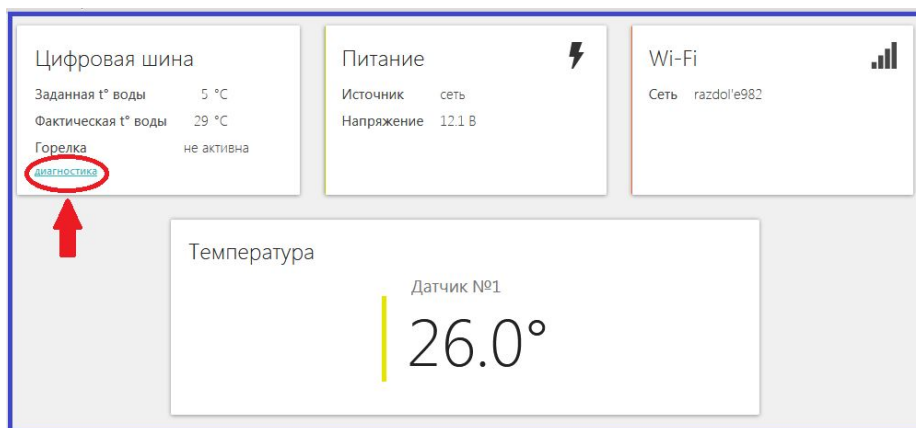 Цифровая шина
Заданная t° воды 5 °C
Фактическая t° воды 29 °C
Горелка не активна
диагностика
Питание
Источник сеть
Напряжение 12.1 В
Wi-Fi
Сеть razdol'e982
Температура
Датчик №1
26.0°